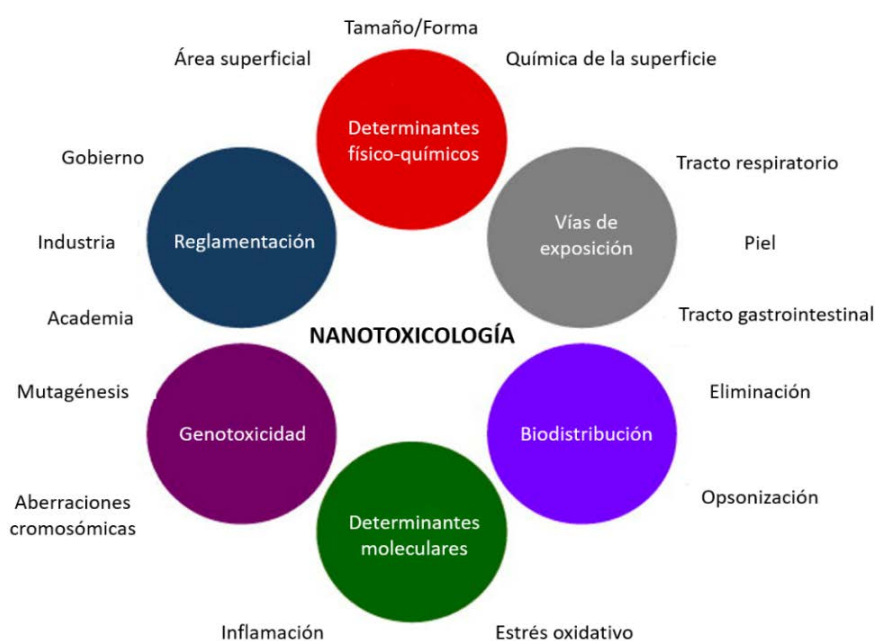 Tamaño/Forma
Área superficial
Química de la superficie
Determinantes
físico-químicos
Gobierno
Tracto respiratorio
Industria
Reglamentación
Vías de
exposición
Piel
Academia
Tracto gastrointestinal
NANOTOXICOLOGÍA
Mutagénesis
Eliminación
Genotoxicidad
Biodistribución
Aberraciones
cromosómicas
Opsonización
Determinantes
moleculares
Inflamación
Estrés oxidativo